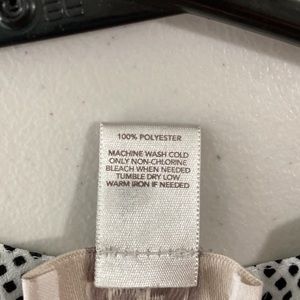 100% POLYESTER
MACHINE WASH COLD
ONLY NON-CHLORINE
BLEACH WHEN NEEDED
TUMBLE DRY LOW
WARM IRON IF NEEDED